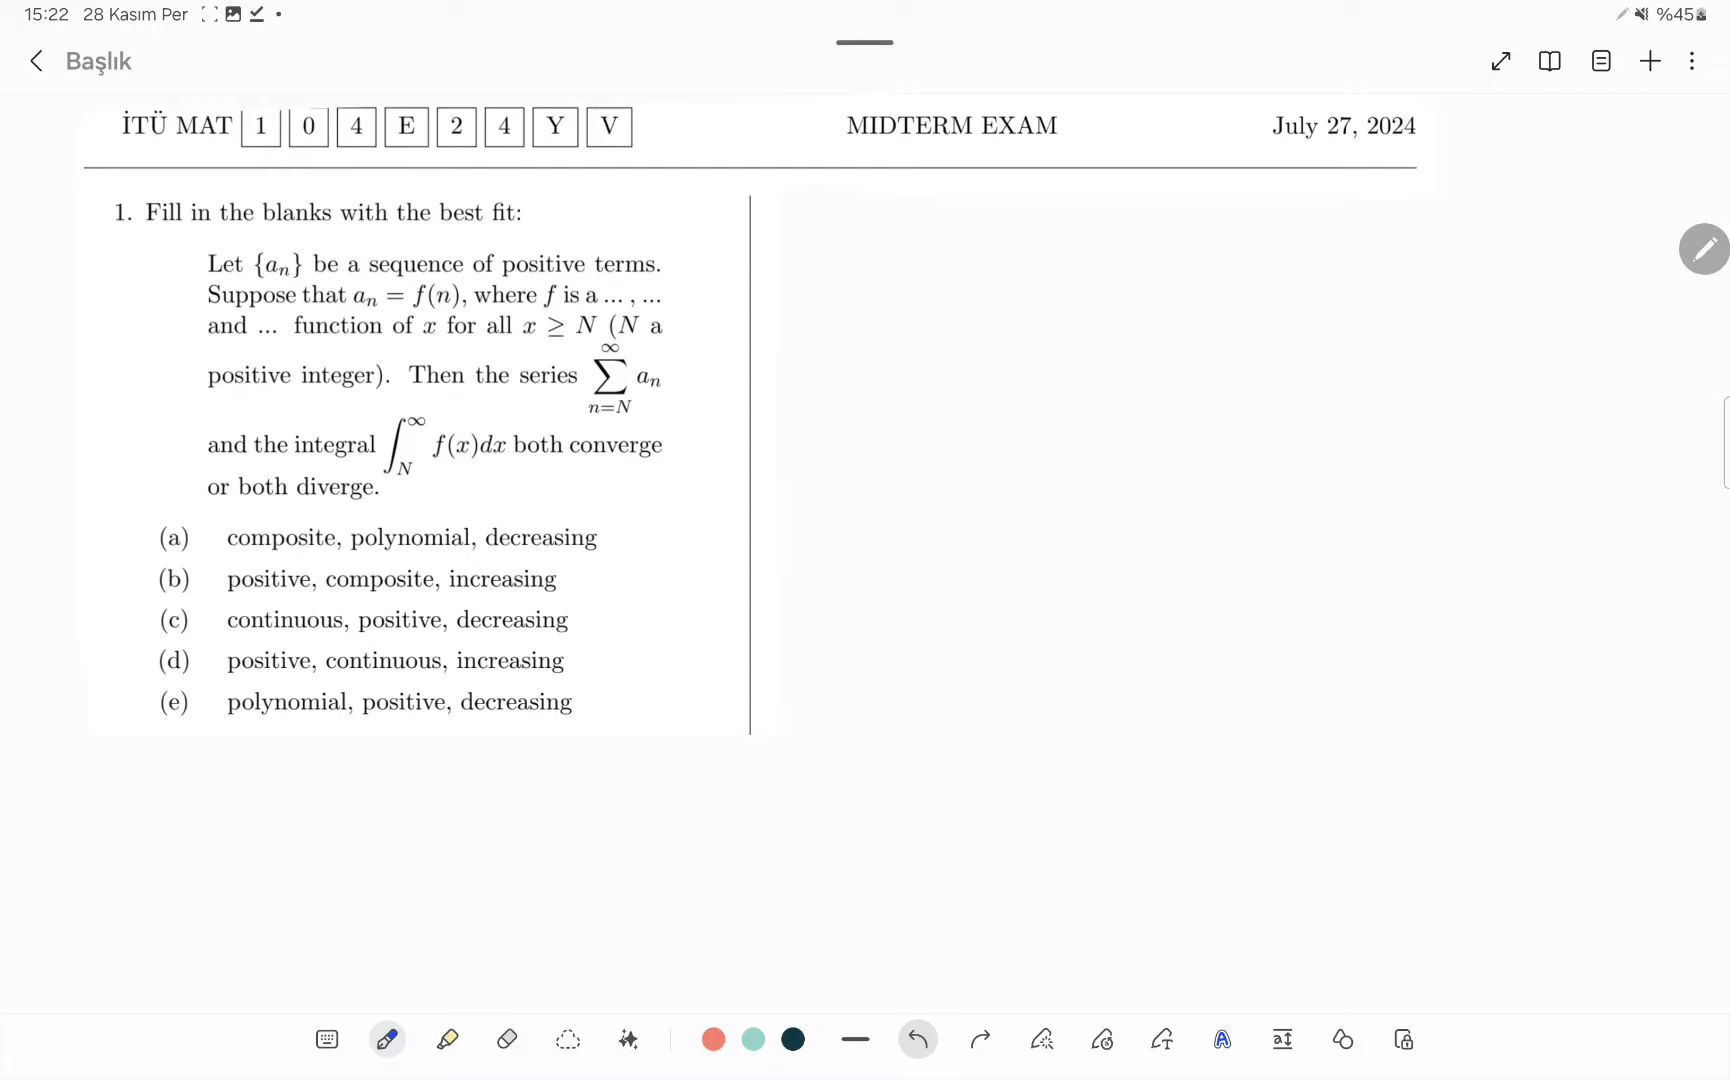 15:22 28 Kasım Per
%45
Başlık
İTÜ MAT 1 0 4 E 2 4 Y V MIDTERM EXAM July 27, 2024
1. Fill in the blanks with the best fit:
Let {aₙ} be a sequence of positive terms.
Suppose that aₙ = f(n), where f is a ... , ...
and ... function of x for all x ≥ N (N a
positive integer). Then the series ∑_{n=N}^{∞} aₙ
and the integral ∫_N^∞ f(x)dx both converge
or both diverge.
(a) composite, polynomial, decreasing
(b) positive, composite, increasing
(c) continuous, positive, decreasing
(d) positive, continuous, increasing
(e) polynomial, positive, decreasing